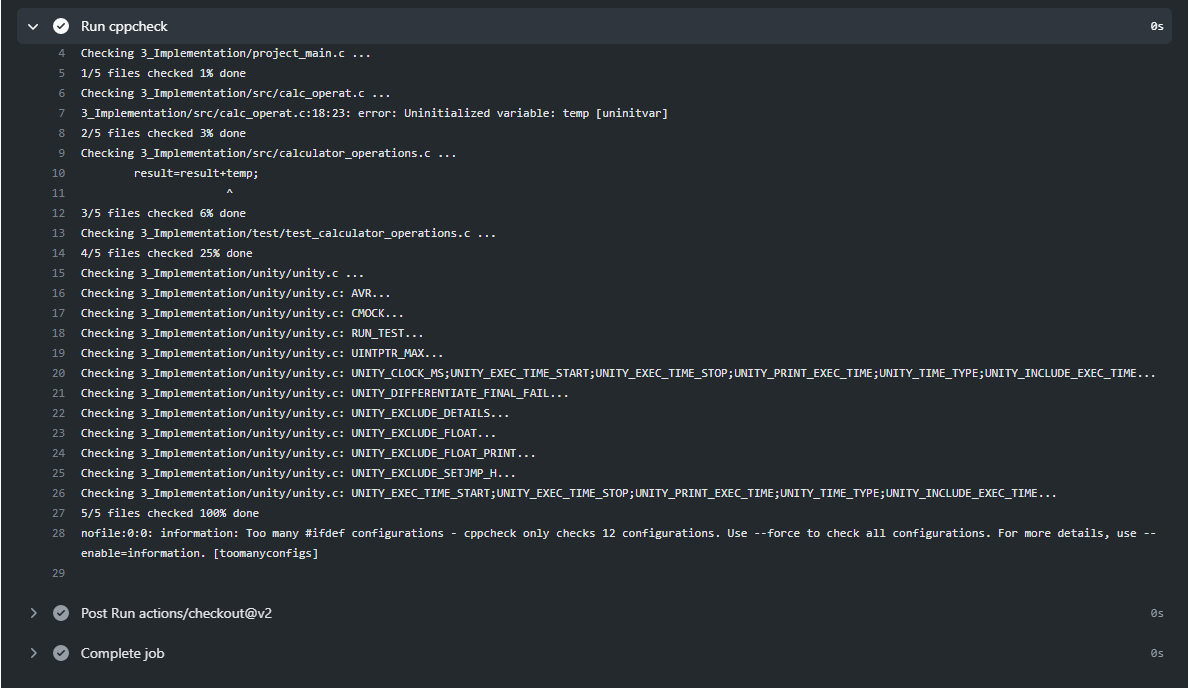 Run cppcheck 0s
4 Checking 3_Implementation/project_main.c ...
5 1/5 files checked 1% done
6 Checking 3_Implementation/src/calc_operat.c ...
7 3_Implementation/src/calc_operat.c:18:23: error: Uninitialized variable: temp [uninitvar]
8 2/5 files checked 3% done
9 Checking 3_Implementation/src/calculator_operations.c ...
10         result=result+temp;
11                       ^
12 3/5 files checked 6% done
13 Checking 3_Implementation/test/test_calculator_operations.c ...
14 4/5 files checked 25% done
15 Checking 3_Implementation/unity/unity.c ...
16 Checking 3_Implementation/unity/unity.c: AVR...
17 Checking 3_Implementation/unity/unity.c: CMOCK...
18 Checking 3_Implementation/unity/unity.c: RUN_TEST...
19 Checking 3_Implementation/unity/unity.c: UINTPTR_MAX...
20 Checking 3_Implementation/unity/unity.c: UNITY_CLOCK_MS;UNITY_EXEC_TIME_START;UNITY_EXEC_TIME_STOP;UNITY_PRINT_EXEC_TIME;UNITY_TIME_TYPE;UNITY_INCLUDE_EXEC_TIME...
21 Checking 3_Implementation/unity/unity.c: UNITY_DIFFERENTIATE_FINAL_FAIL...
22 Checking 3_Implementation/unity/unity.c: UNITY_EXCLUDE_DETAILS...
23 Checking 3_Implementation/unity/unity.c: UNITY_EXCLUDE_FLOAT...
24 Checking 3_Implementation/unity/unity.c: UNITY_EXCLUDE_FLOAT_PRINT...
25 Checking 3_Implementation/unity/unity.c: UNITY_EXCLUDE_SETJMP_H...
26 Checking 3_Implementation/unity/unity.c: UNITY_EXEC_TIME_START;UNITY_EXEC_TIME_STOP;UNITY_PRINT_EXEC_TIME;UNITY_TIME_TYPE;UNITY_INCLUDE_EXEC_TIME...
27 5/5 files checked 100% done
28 nofile:0:0: information: Too many #ifdef configurations - cppcheck only checks 12 configurations. Use --force to check all configurations. For more details, use --
enable=information. [toomanyconfigs]
29
Post Run actions/checkout@v2 0s
Complete job 0s